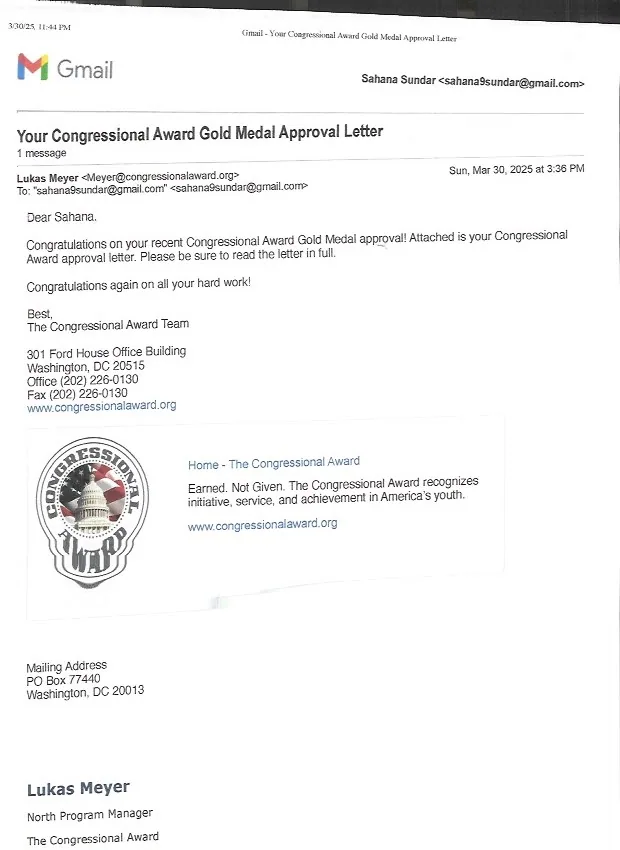 3/30/25, 11:44 PM
Gmail - Your Congressional Award Gold Medal Approval Letter
Gmail
Sahana Sundar <sahana9sundar@gmail.com>
Your Congressional Award Gold Medal Approval Letter
1 message
Lukas Meyer <Meyer@congressionalaward.org>
Sun, Mar 30, 2025 at 3:36 PM
To: "sahana9sundar@gmail.com" <sahana9sundar@gmail.com>
Dear Sahana,
Congratulations on your recent Congressional Award Gold Medal approval! Attached is your Congressional
Award approval letter. Please be sure to read the letter in full.
Congratulations again on all your hard work!
Best,
The Congressional Award Team
301 Ford House Office Building
Washington, DC 20515
Office (202) 226-0130
Fax (202) 226-0130
www.congressionalaward.org
CONGRESSIONAL
AWARD
Home - The Congressional Award
Earned. Not Given. The Congressional Award recognizes
initiative, service, and achievement in America's youth.
www.congressionalaward.org
Mailing Address
PO Box 77440
Washington, DC 20013
Lukas Meyer
North Program Manager
The Congressional Award